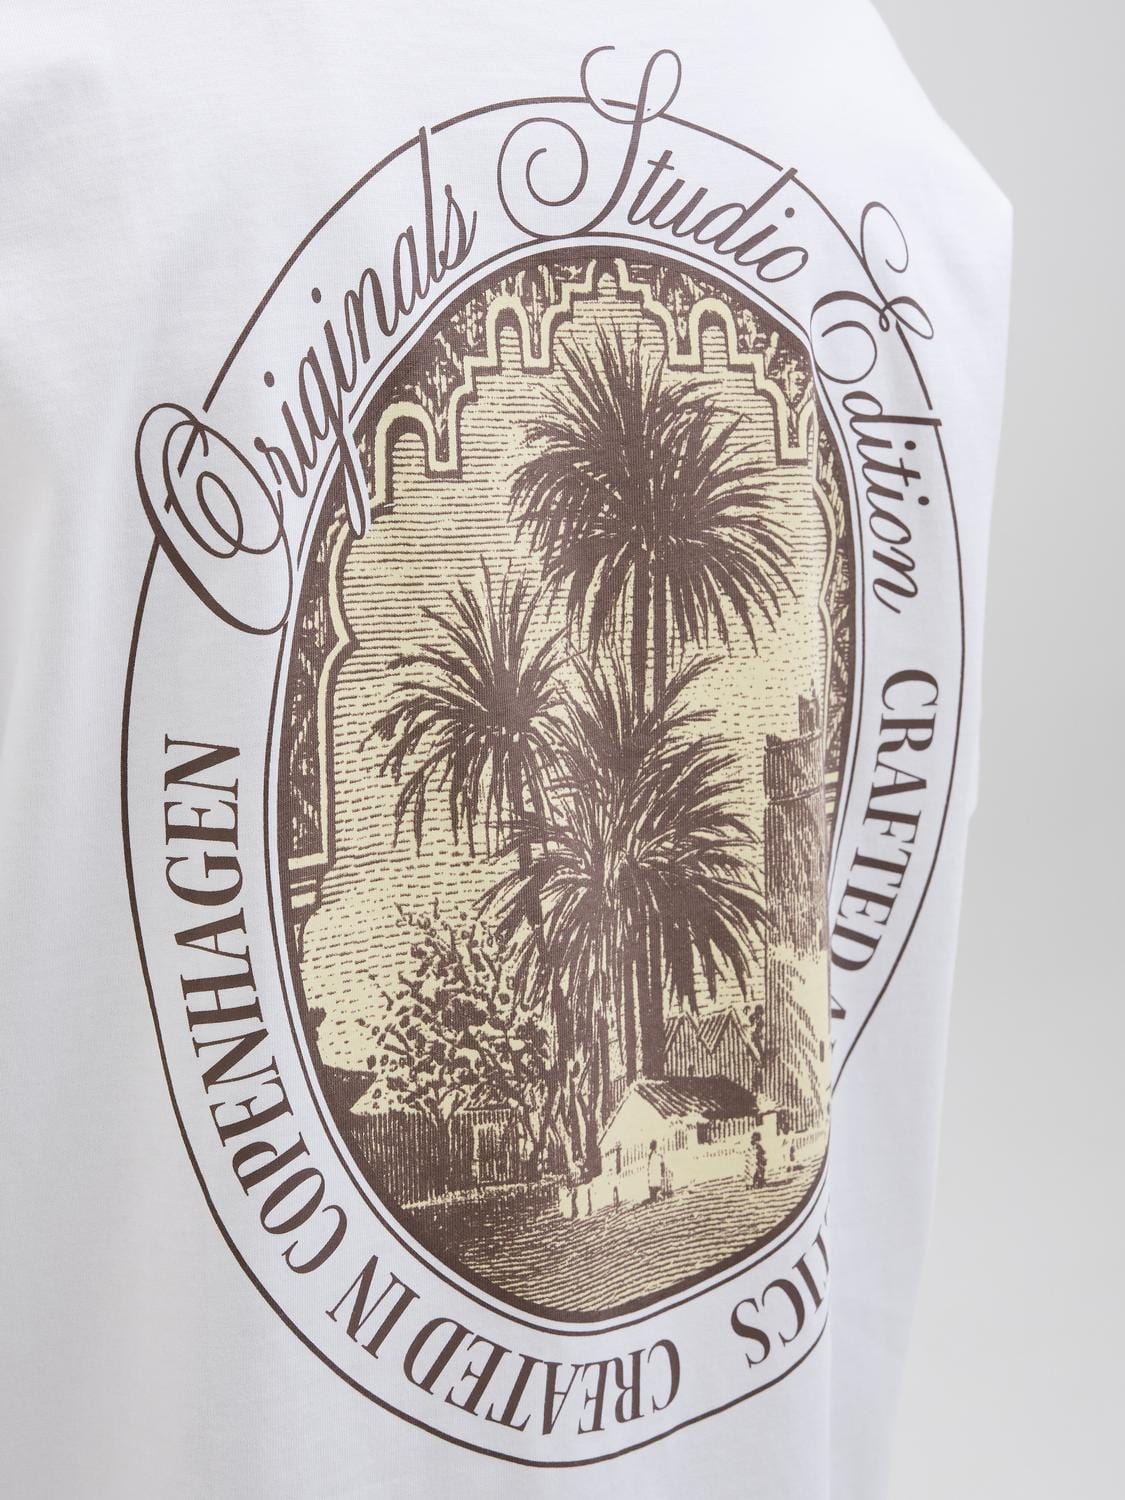 Originals Studio Edition
CRAFTED
CREATED IN COPENHAGEN